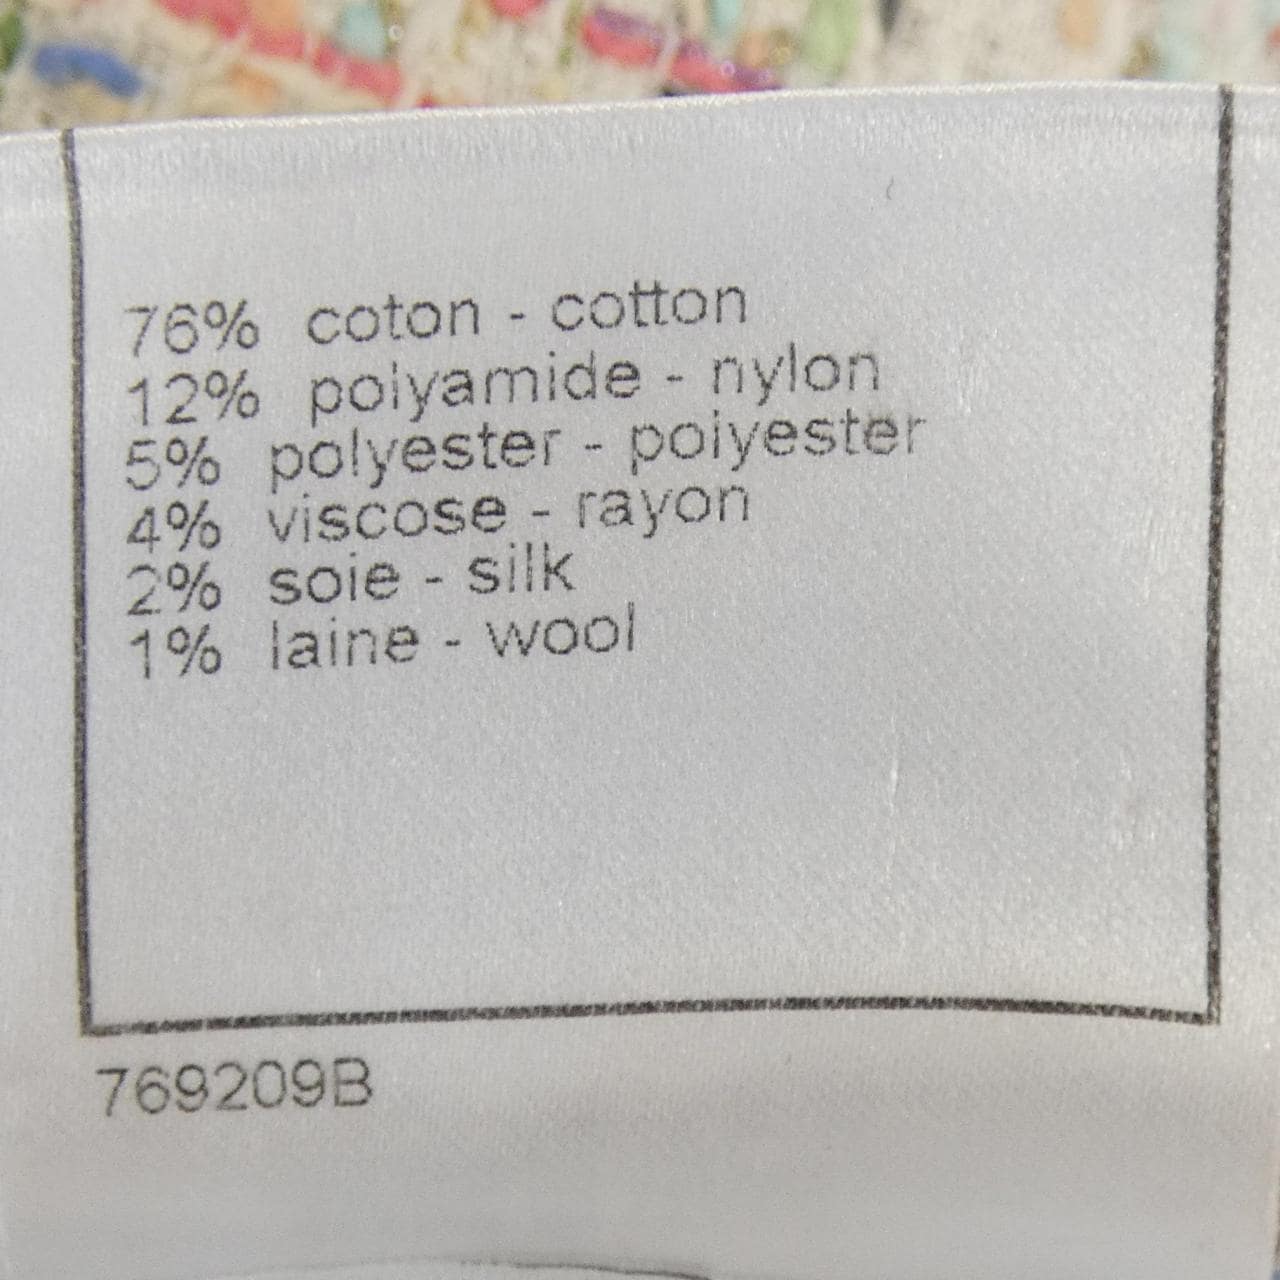 76% coton - cotton
12% polyamide - nylon
5% polyester - polyester
4% viscose - rayon
2% soie - silk
1% laine - wool
769209B